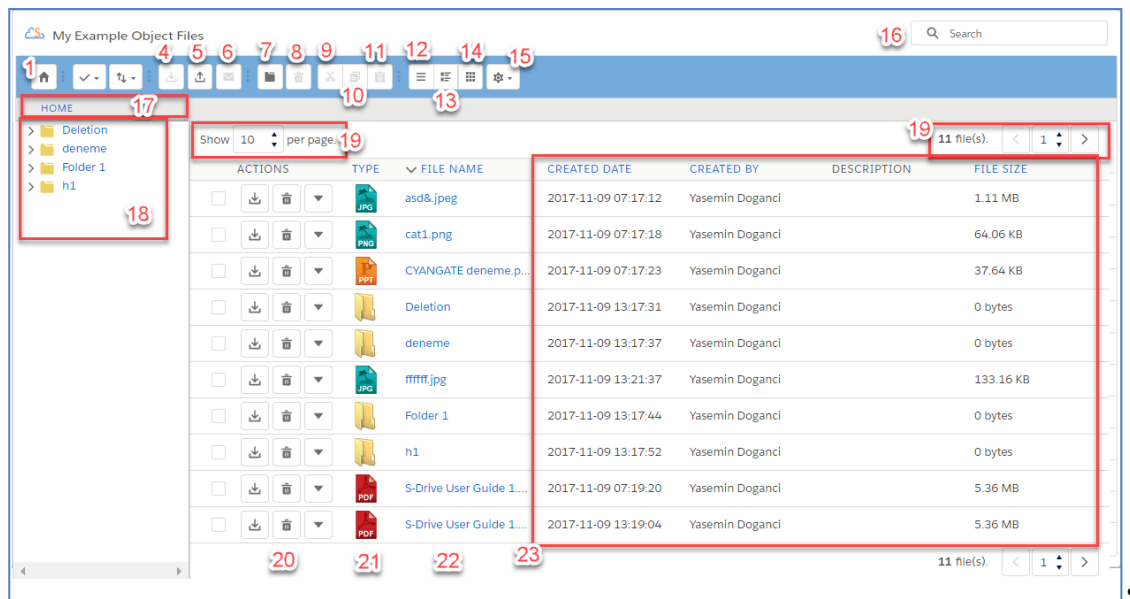 My Example Object Files
16
Search
4 5 6 7 8 9 11 12 14 15
1
10 13
HOME 17
Deletion
deneme
Folder 1
h1
18
Show 10 per page. 19
19 11 file(s). 1
ACTIONS TYPE FILE NAME CREATED DATE CREATED BY DESCRIPTION FILE SIZE
JPG asd&.jpeg 2017-11-09 07:17:12 Yasemin Doganci 1.11 MB
PNG cat1.png 2017-11-09 07:17:18 Yasemin Doganci 64.06 KB
PPT CYANGATE deneme.p... 2017-11-09 07:17:23 Yasemin Doganci 37.64 KB
Deletion 2017-11-09 13:17:31 Yasemin Doganci 0 bytes
deneme 2017-11-09 13:17:37 Yasemin Doganci 0 bytes
JPG ffffff.jpg 2017-11-09 13:21:37 Yasemin Doganci 133.16 KB
Folder 1 2017-11-09 13:17:44 Yasemin Doganci 0 bytes
h1 2017-11-09 13:17:52 Yasemin Doganci 0 bytes
PDF S-Drive User Guide 1.... 2017-11-09 07:19:20 Yasemin Doganci 5.36 MB
PDF S-Drive User Guide 1.... 2017-11-09 13:19:04 Yasemin Doganci 5.36 MB
20 21 22 23
11 file(s). 1